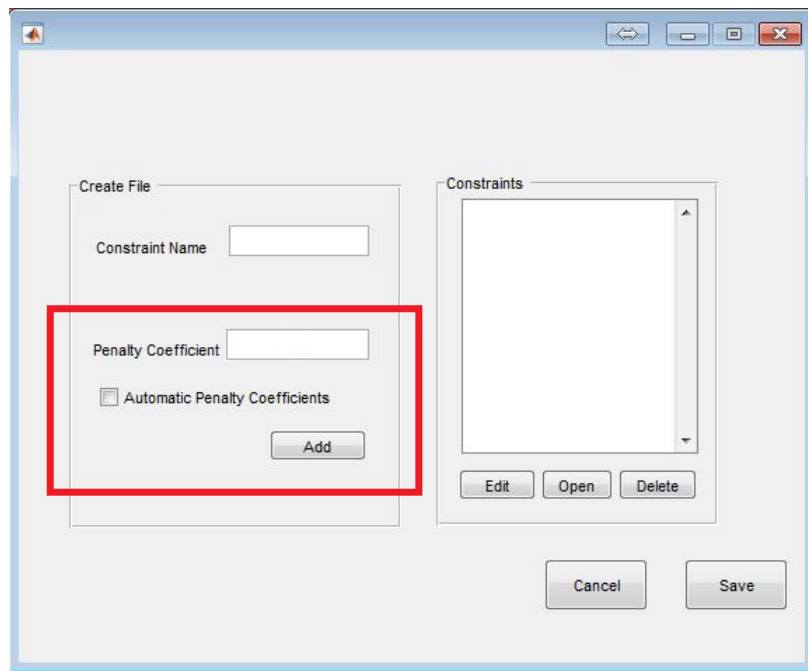 Create File
Constraint Name
Penalty Coefficient
Automatic Penalty Coefficients
Add
Constraints
Edit Open Delete
Cancel Save